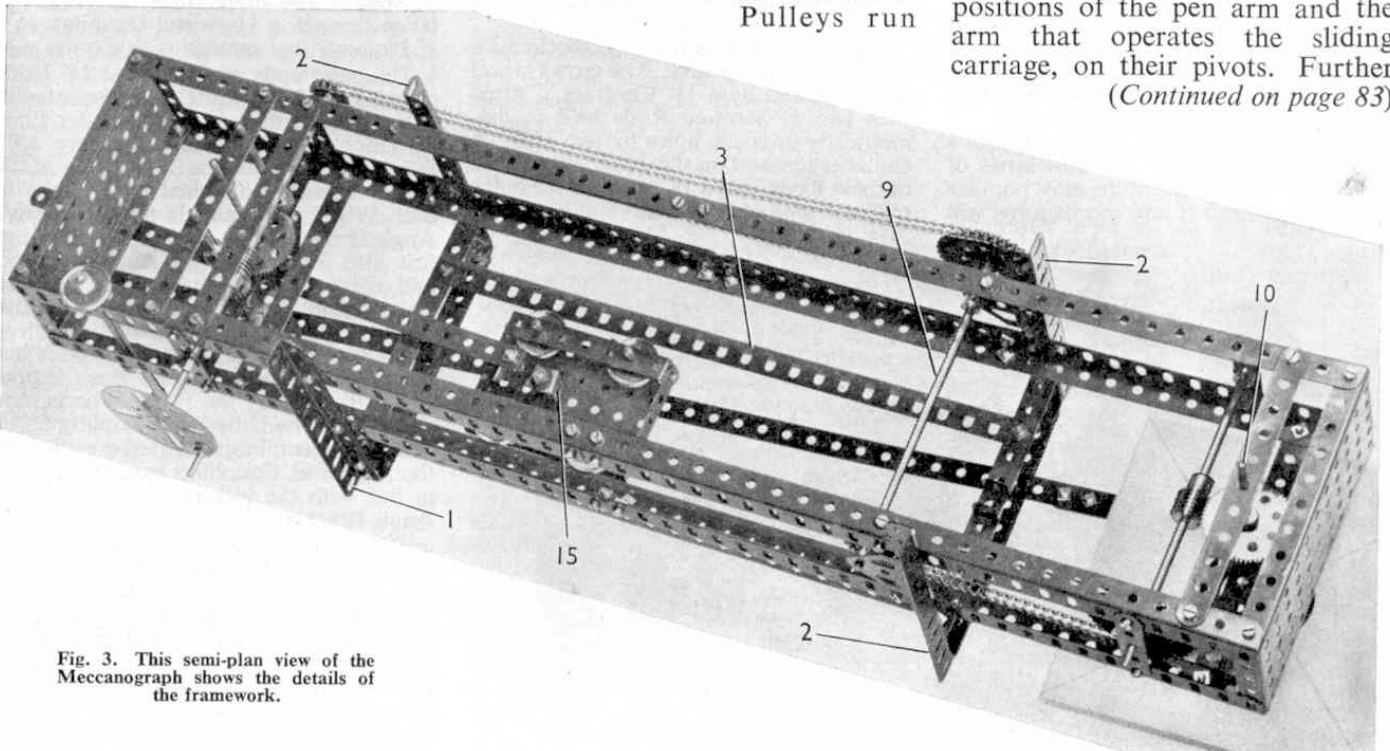 Pulleys run
positions of the pen arm and the
arm that operates the sliding
carriage, on their pivots. Further
(Continued on page 83)
2
3
9
2
10
1
15
2
Fig. 3. This semi-plan view of the
Meccanograph shows the details of
the framework.